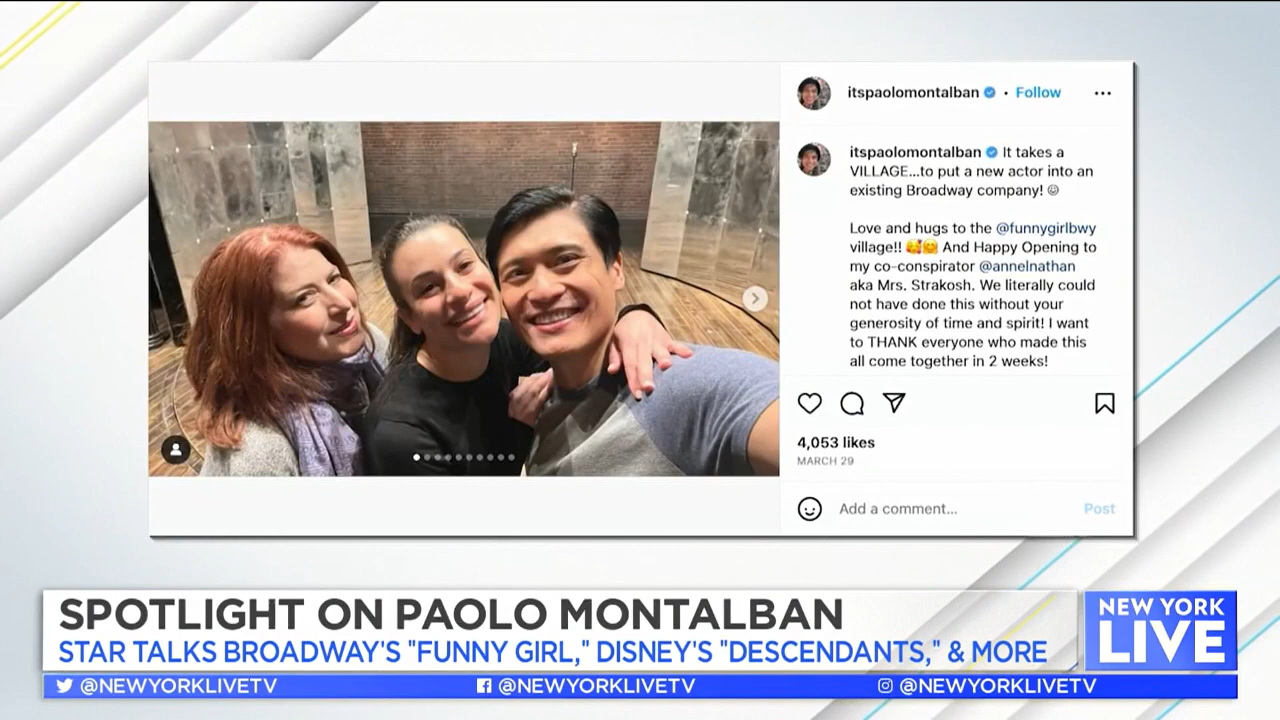 itspaolomontalban • Follow
itspaolomontalban It takes a
VILLAGE...to put a new actor into an
existing Broadway company! ☺
Love and hugs to the @funnygirlbwy
village!! 🥰🤗 And Happy Opening to
my co-conspirator @annelnathan
aka Mrs. Strakosh. We literally could
not have done this without your
generosity of time and spirit! I want
to THANK everyone who made this
all come together in 2 weeks!
4,053 likes
MARCH 29
Add a comment... Post
SPOTLIGHT ON PAOLO MONTALBAN
STAR TALKS BROADWAY'S "FUNNY GIRL," DISNEY'S "DESCENDANTS," & MORE
NEW YORK
LIVE
@NEWYORKLIVETV @NEWYORKLIVETV @NEWYORKLIVETV